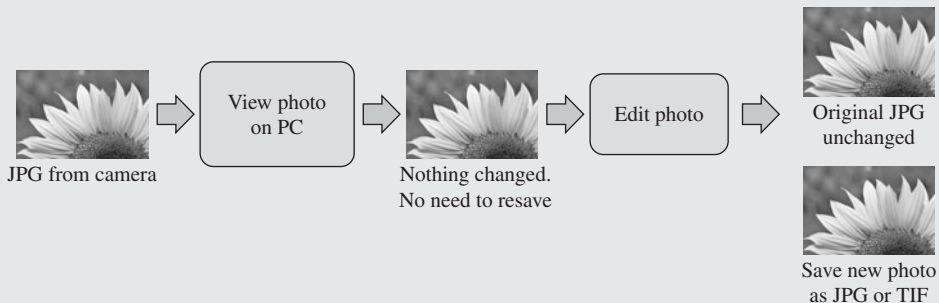 JPG from camera
View photo
on PC
Nothing changed.
No need to resave
Edit photo
Original JPG
unchanged
Save new photo
as JPG or TIF